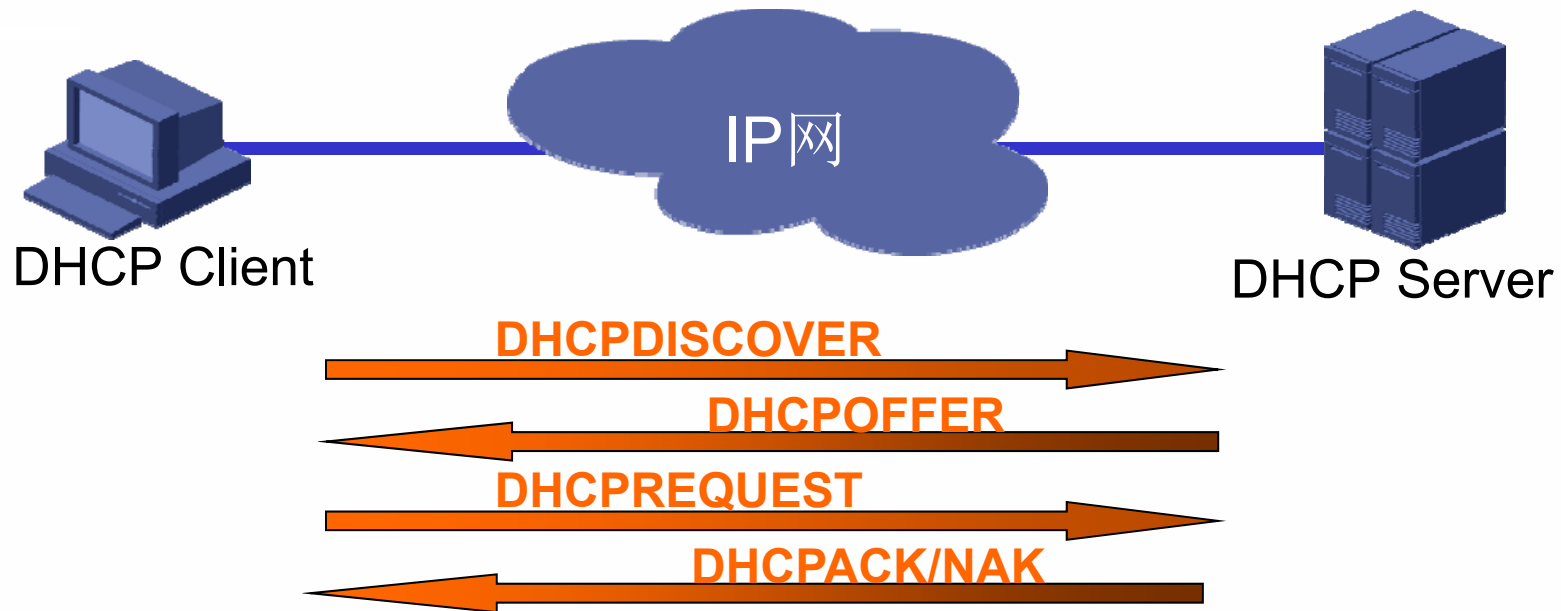 IP网
DHCP Client
DHCP Server
DHCPDISCOVER
DHCPOFFER
DHCPREQUEST
DHCPACK/NAK